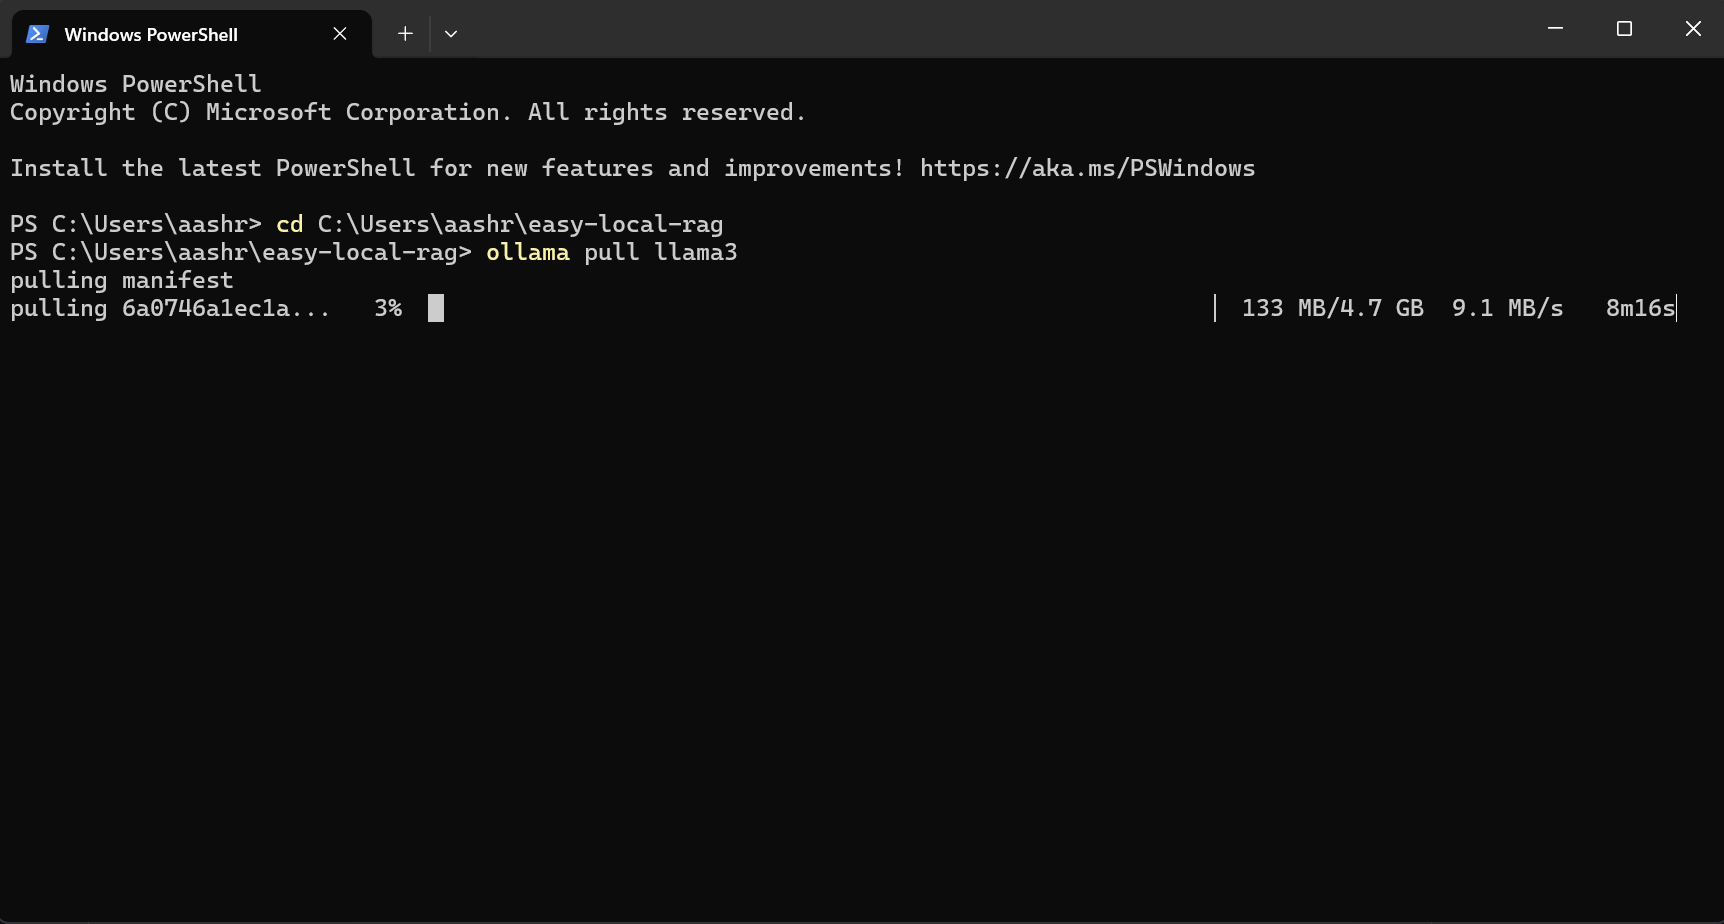 Windows PowerShell
Windows PowerShell
Copyright (C) Microsoft Corporation. All rights reserved.
Install the latest PowerShell for new features and improvements! https://aka.ms/PSWindows
PS C:\Users\aashr> cd C:\Users\aashr\easy-local-rag
PS C:\Users\aashr\easy-local-rag> ollama pull llama3
pulling manifest
pulling 6a0746a1ec1a... 3% 133 MB/4.7 GB 9.1 MB/s 8m16s